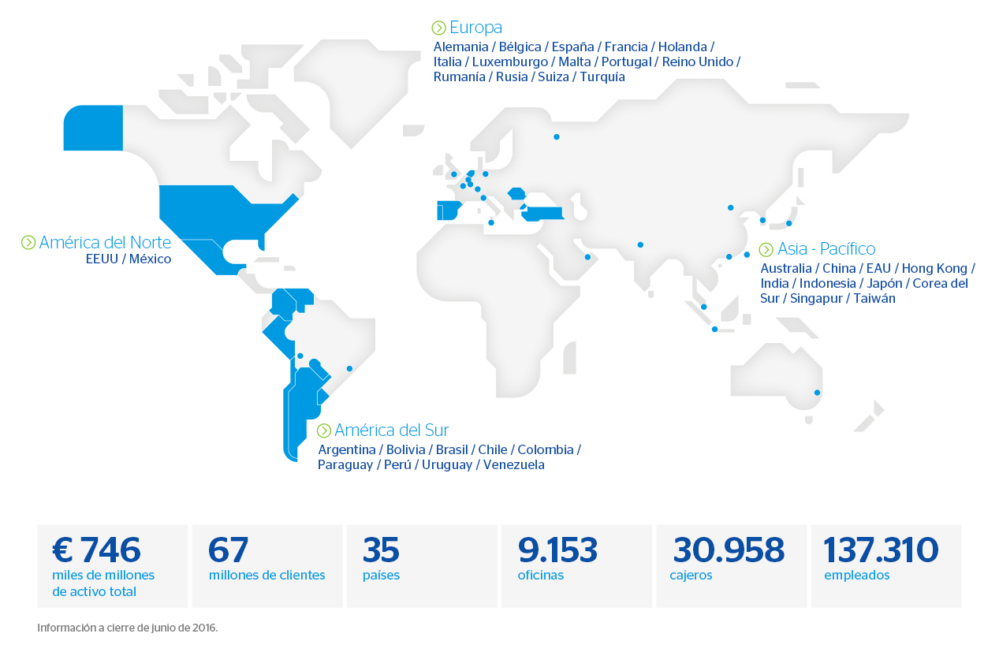 Europa
Alemania / Bélgica / España / Francia / Holanda /
Italia / Luxemburgo / Malta / Portugal / Reino Unido /
Rumanía / Rusia / Suiza / Turquía
América del Norte
EEUU / México
Asia - Pacífico
Australia / China / EAU / Hong Kong /
India / Indonesia / Japón / Corea del
Sur / Singapur / Taiwán
América del Sur
Argentina / Bolivia / Brasil / Chile / Colombia /
Paraguay / Perú / Uruguay / Venezuela
€ 746
miles de millones
de activo total
67
millones de clientes
35
países
9.153
oficinas
30.958
cajeros
137.310
empleados
Información a cierre de junio de 2016.